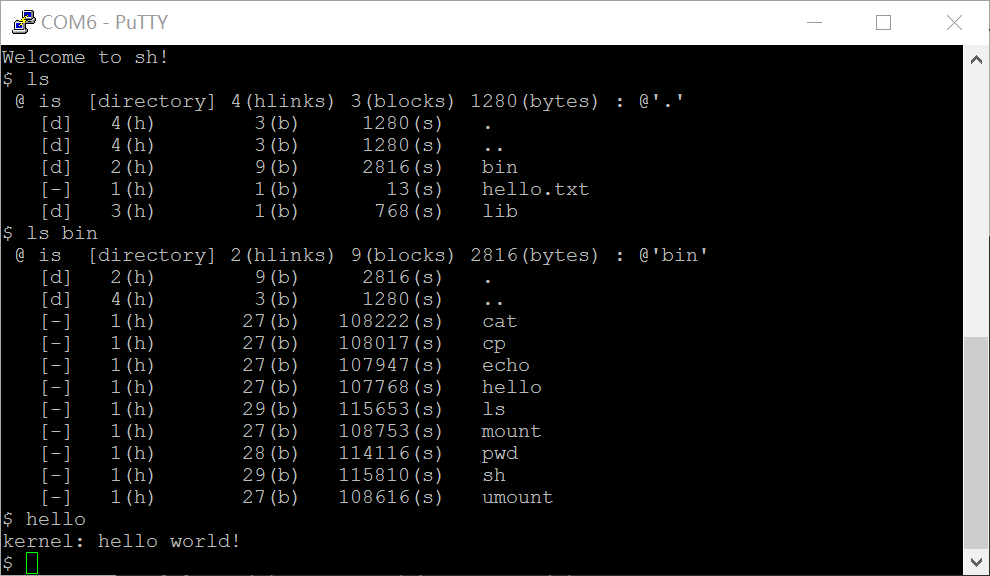 COM6 - PuTTY
Welcome to sh!
$ ls
 @ is  [directory] 4(hlinks) 3(blocks) 1280(bytes) : @'.'
   [d]   4(h)        3(b)     1280(s)   .
   [d]   4(h)        3(b)     1280(s)   ..
   [d]   2(h)        9(b)     2816(s)   bin
   [-]   1(h)        1(b)       13(s)   hello.txt
   [d]   3(h)        1(b)      768(s)   lib
$ ls bin
 @ is  [directory] 2(hlinks) 9(blocks) 2816(bytes) : @'bin'
   [d]   2(h)        9(b)     2816(s)   .
   [d]   4(h)        3(b)     1280(s)   ..
   [-]   1(h)       27(b)   108222(s)   cat
   [-]   1(h)       27(b)   108017(s)   cp
   [-]   1(h)       27(b)   107947(s)   echo
   [-]   1(h)       27(b)   107768(s)   hello
   [-]   1(h)       29(b)   115653(s)   ls
   [-]   1(h)       27(b)   108753(s)   mount
   [-]   1(h)       28(b)   114116(s)   pwd
   [-]   1(h)       29(b)   115810(s)   sh
   [-]   1(h)       27(b)   108616(s)   umount
$ hello
kernel: hello world!
$